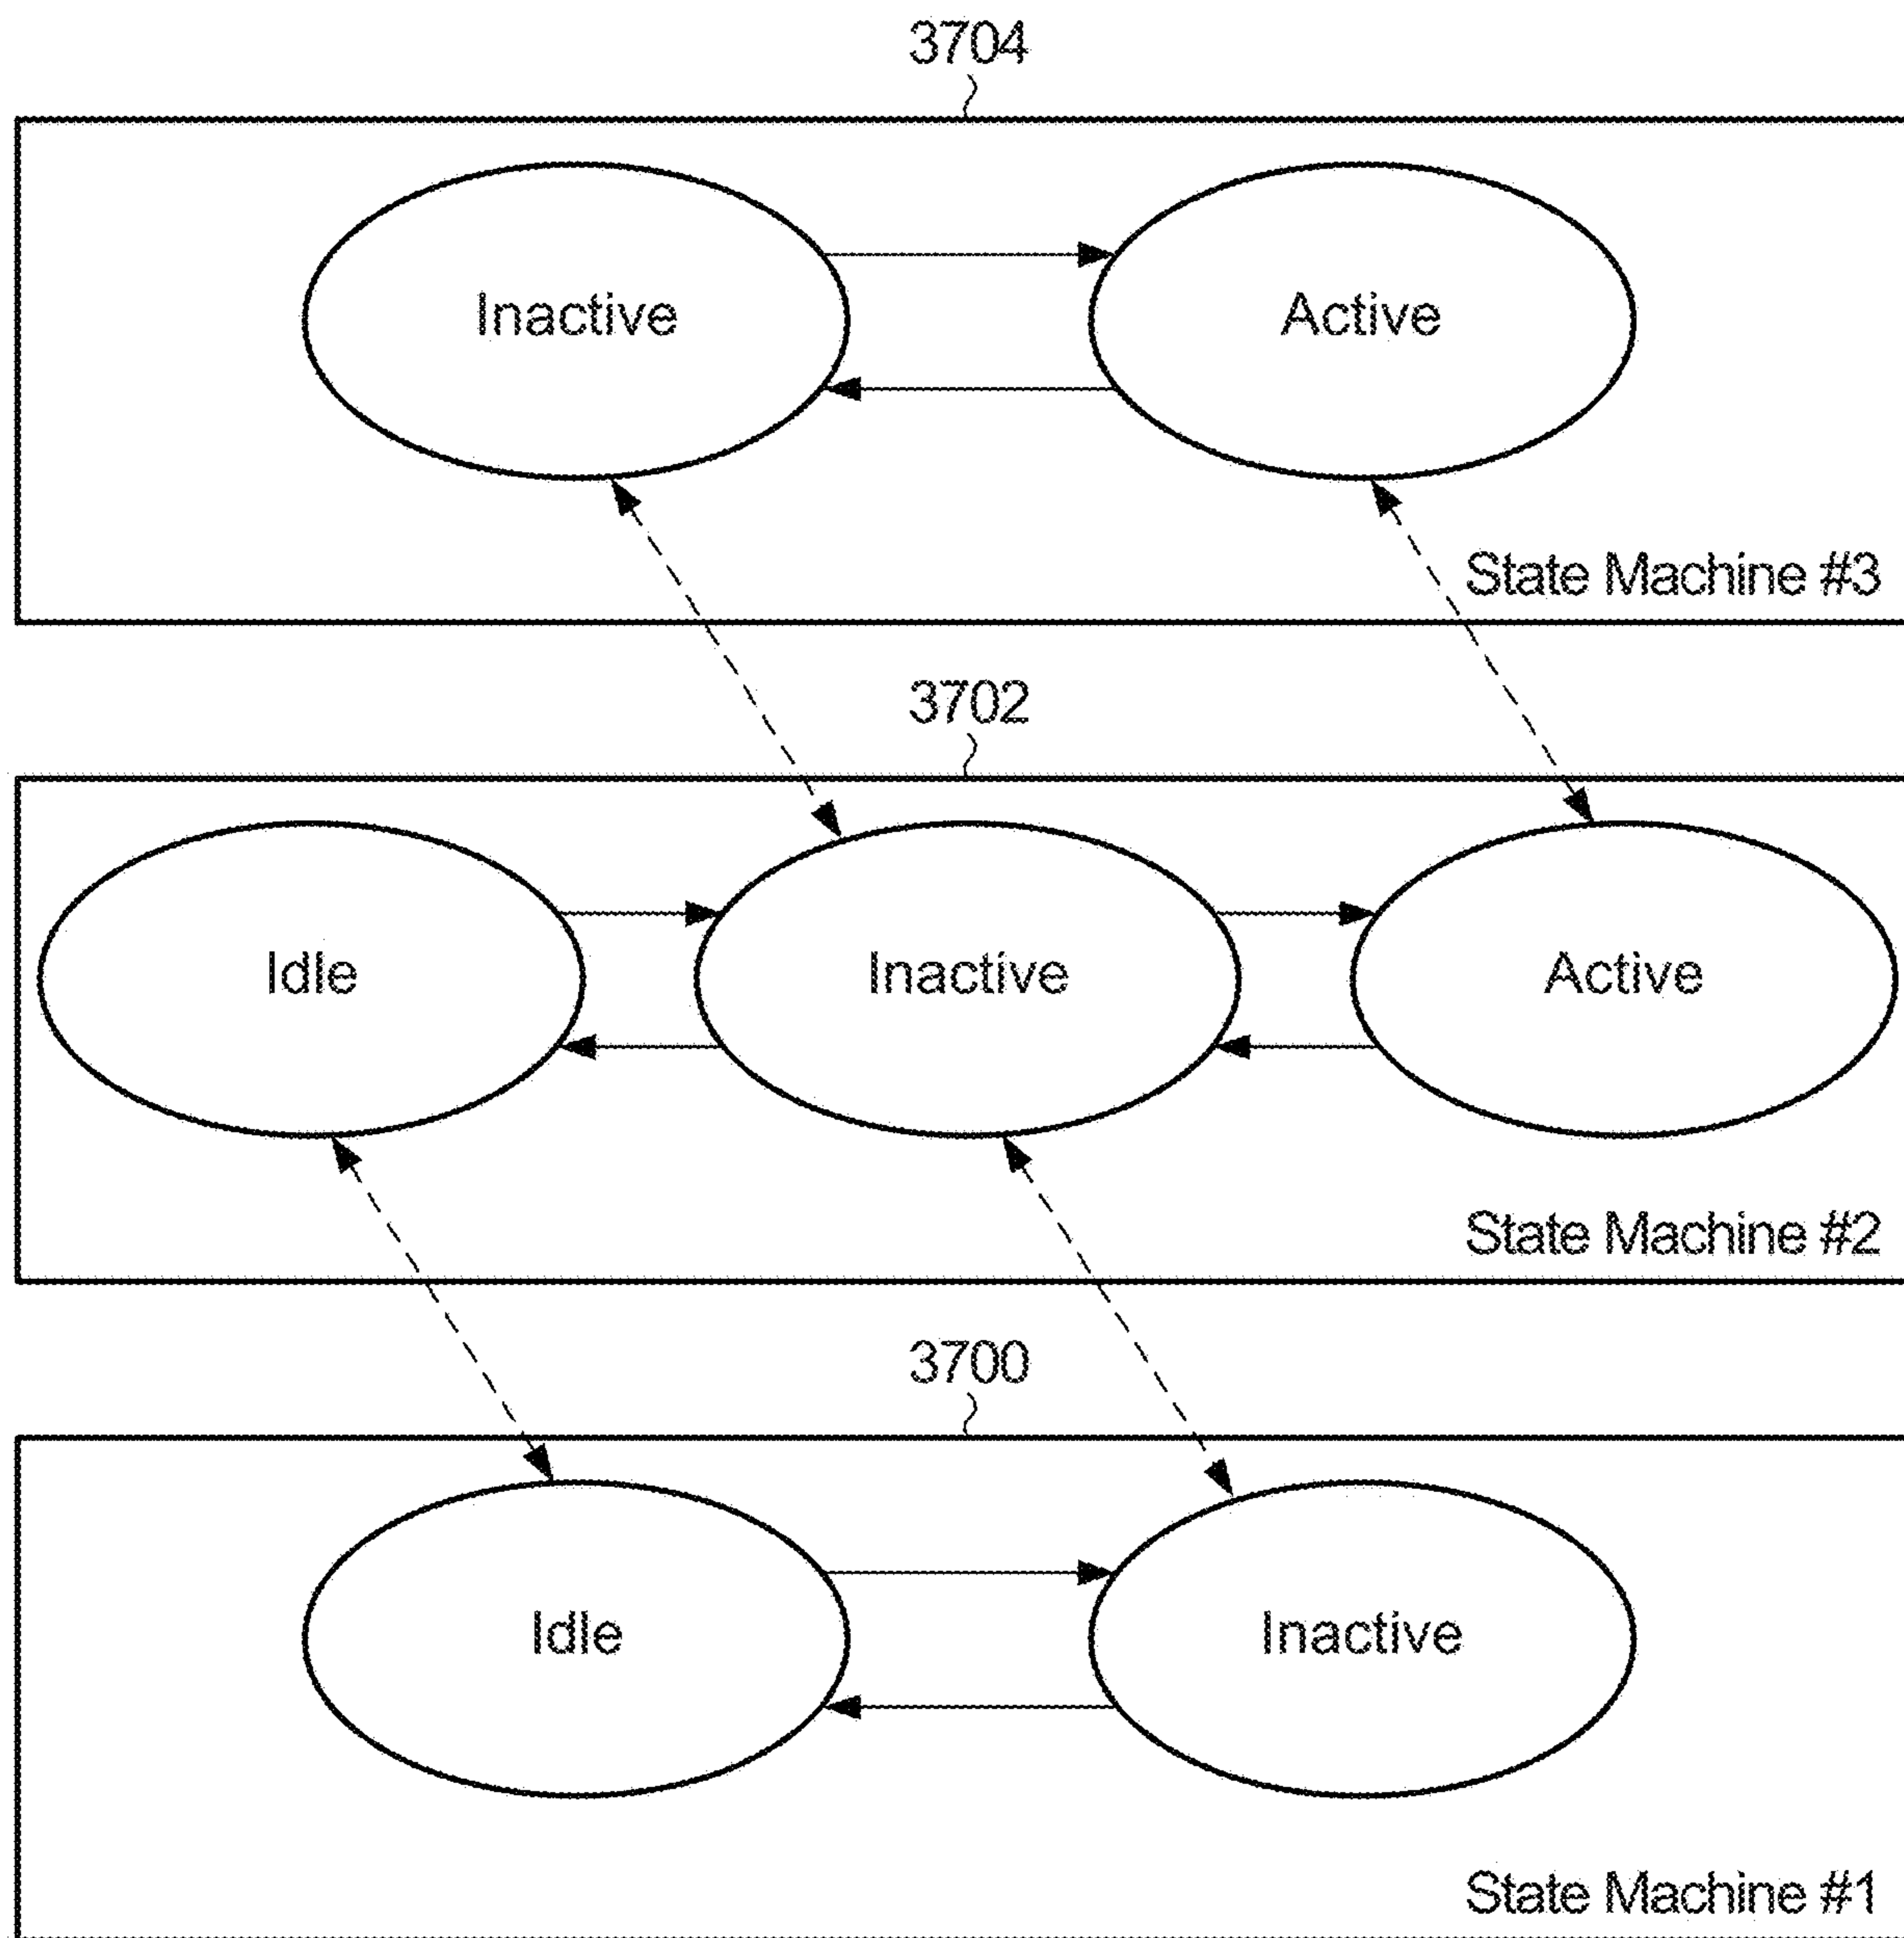 3704
Inactive
Active
State Machine #3
3702
Idle
Inactive
Active
State Machine #2
3700
Idle
Inactive
State Machine #1